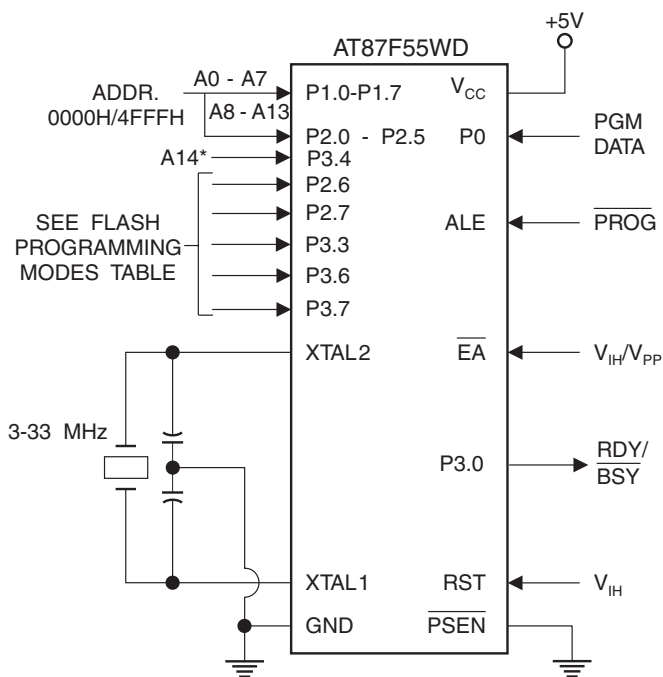 +5V
AT87F55WD
ADDR.
0000H/4FFFH
A0 - A7
A8 - A13
A14*
SEE FLASH
PROGRAMMING
MODES TABLE
3-33 MHz
P1.0-P1.7
P2.0 - P2.5
P3.4
P2.6
P2.7
P3.3
P3.6
P3.7
XTAL2
XTAL1
GND
VCC
P0
ALE
EA
P3.0
RST
PSEN
PGM
DATA
PROG
VIH/VPP
RDY/
BSY
VIH